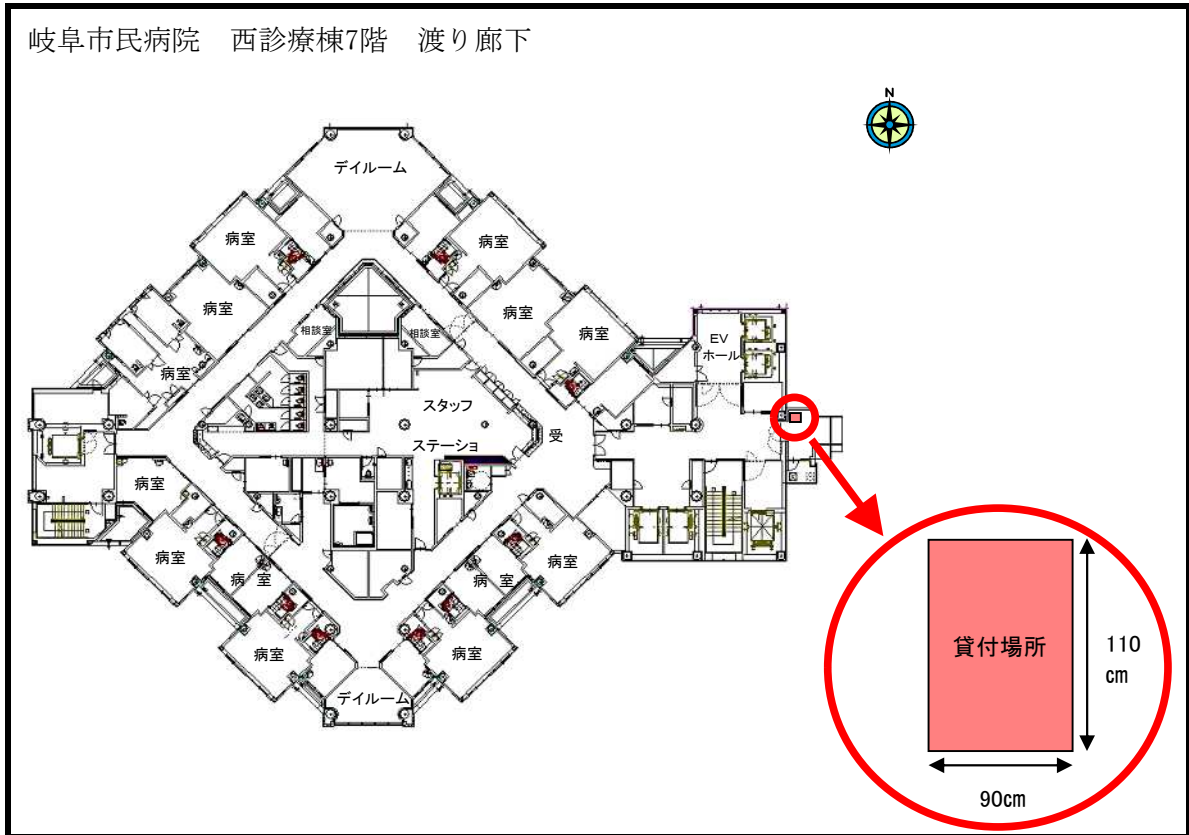 岐阜市民病院　西診療棟7階　渡り廊下
N
デイルーム
病室
病室
病室
病室
病室
相談室
相談室
病室
EV
ホール
病室
スタッフ
ステーショ
受
病室
病室
病室
病室
病室
病室
病室
デイルーム
貸付場所
110
cm
90cm